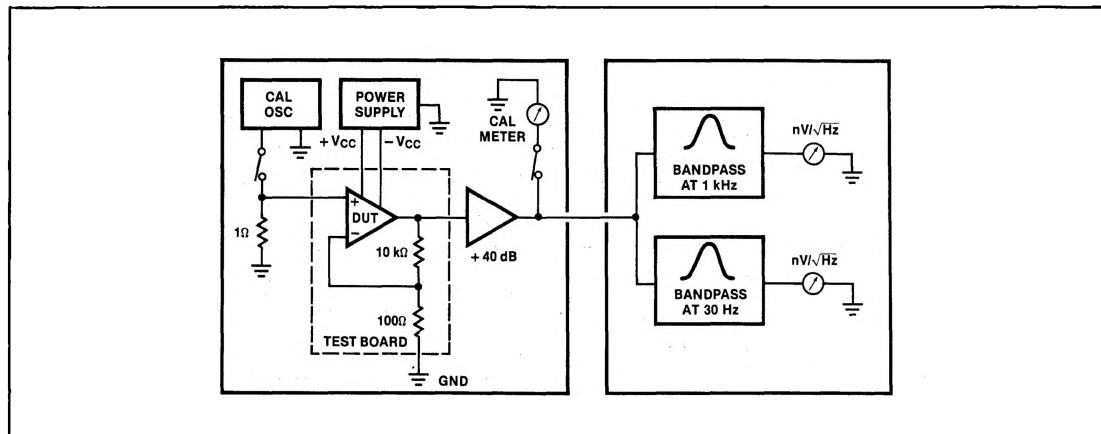 CAL
OSC
POWER
SUPPLY
CAL
METER
+ VCC
− VCC
1Ω
+
DUT
−
10 kΩ
100Ω
TEST BOARD
GND
+ 40 dB
BANDPASS
AT 1 kHz
nV/√Hz
BANDPASS
AT 30 Hz
nV/√Hz